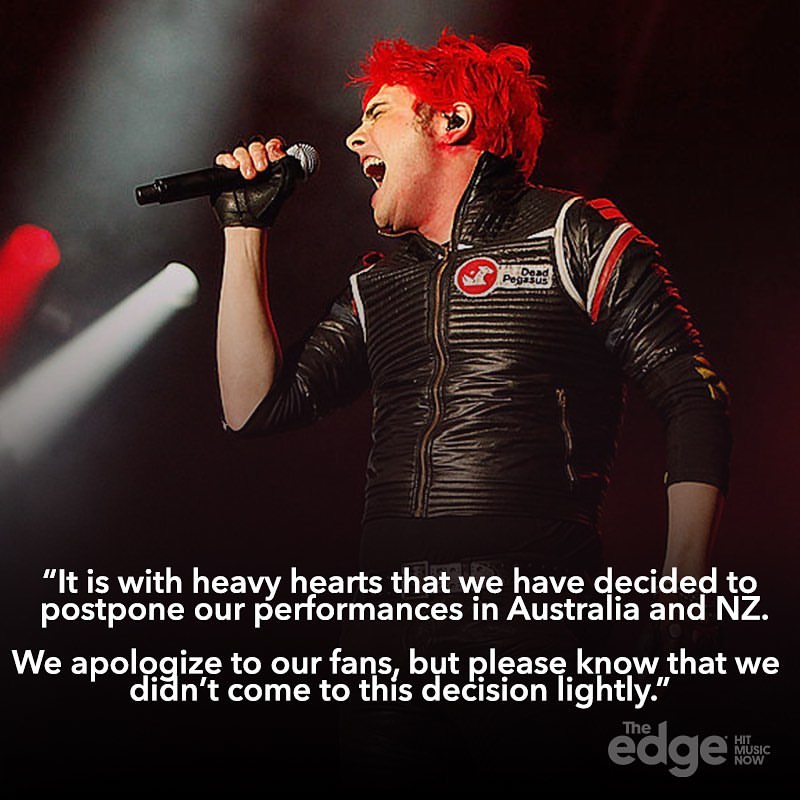 Dead
Pegasus
“It is with heavy hearts that we have decided to
postpone our performances in Australia and NZ.
We apologize to our fans, but please know that we
didn’t come to this decision lightly.”
The
edge
HIT
MUSIC
NOW